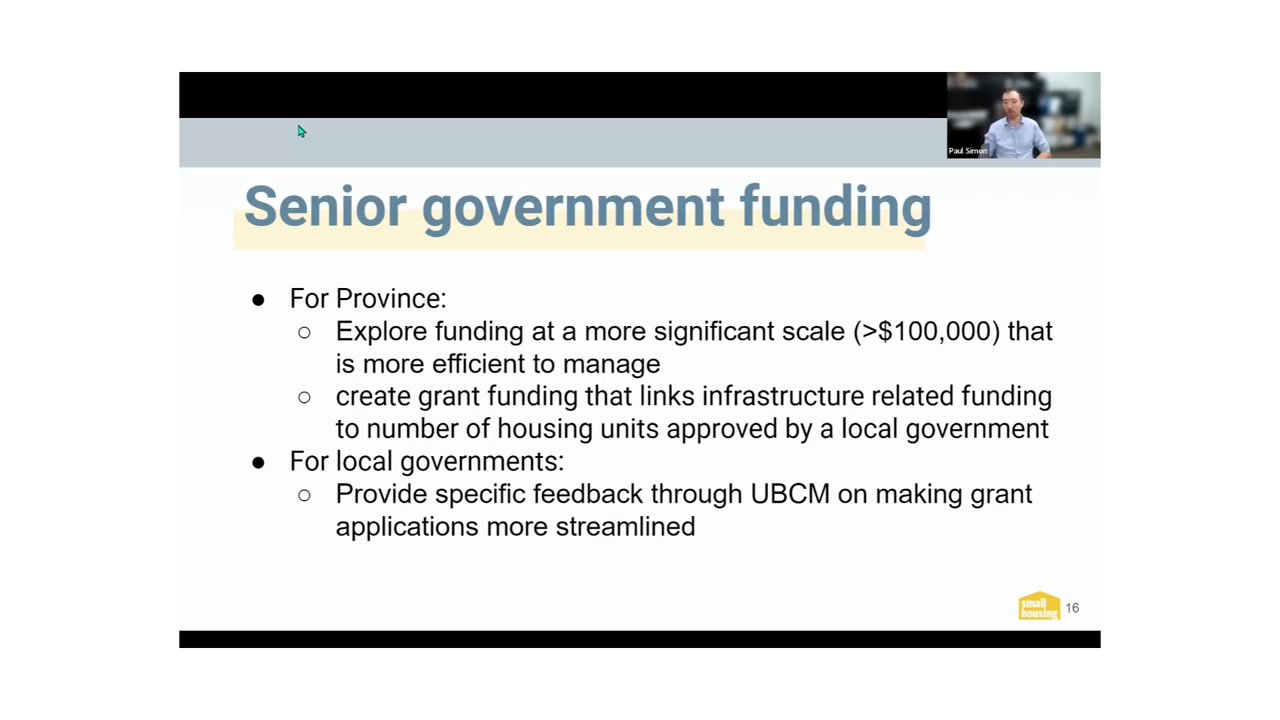 Paul Simon
Senior government funding
● For Province:
○ Explore funding at a more significant scale (>$100,000) that
is more efficient to manage
○ create grant funding that links infrastructure related funding
to number of housing units approved by a local government
● For local governments:
○ Provide specific feedback through UBCM on making grant
applications more streamlined
small
housing
16